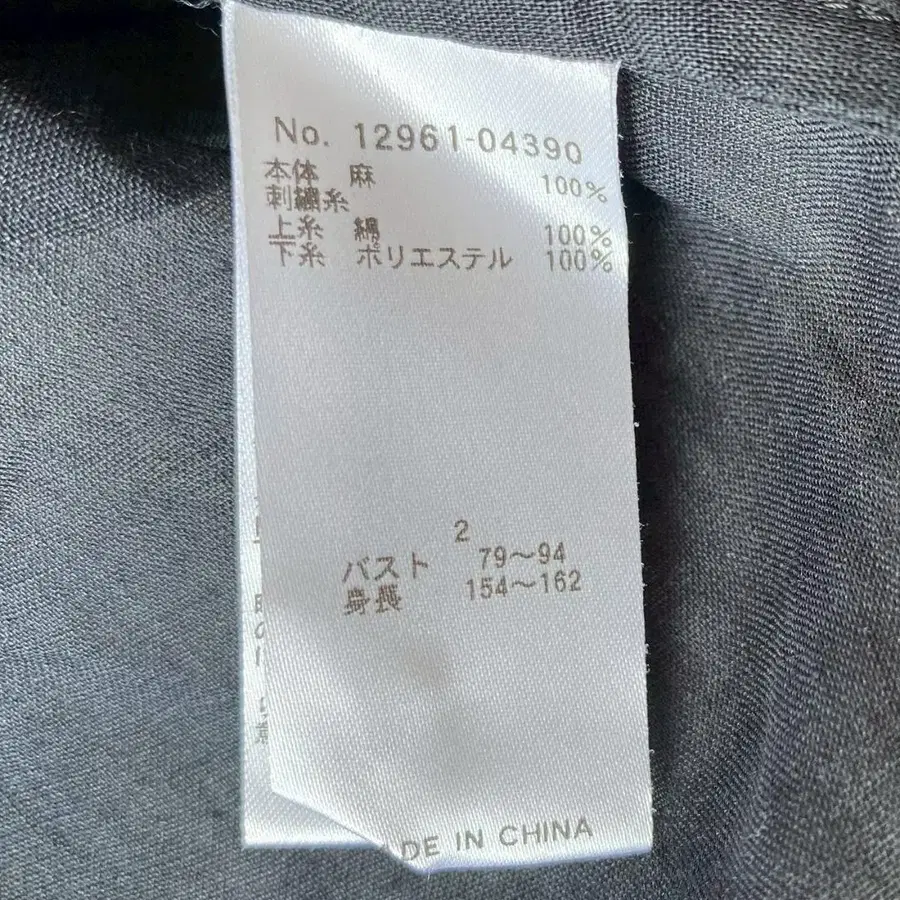 No. 12961-04390
本体 麻 100%
刺繍糸
上糸 綿 100%
下糸 ポリエステル 100%
2
バスト 79〜94
身長 154〜162
ADE IN CHINA